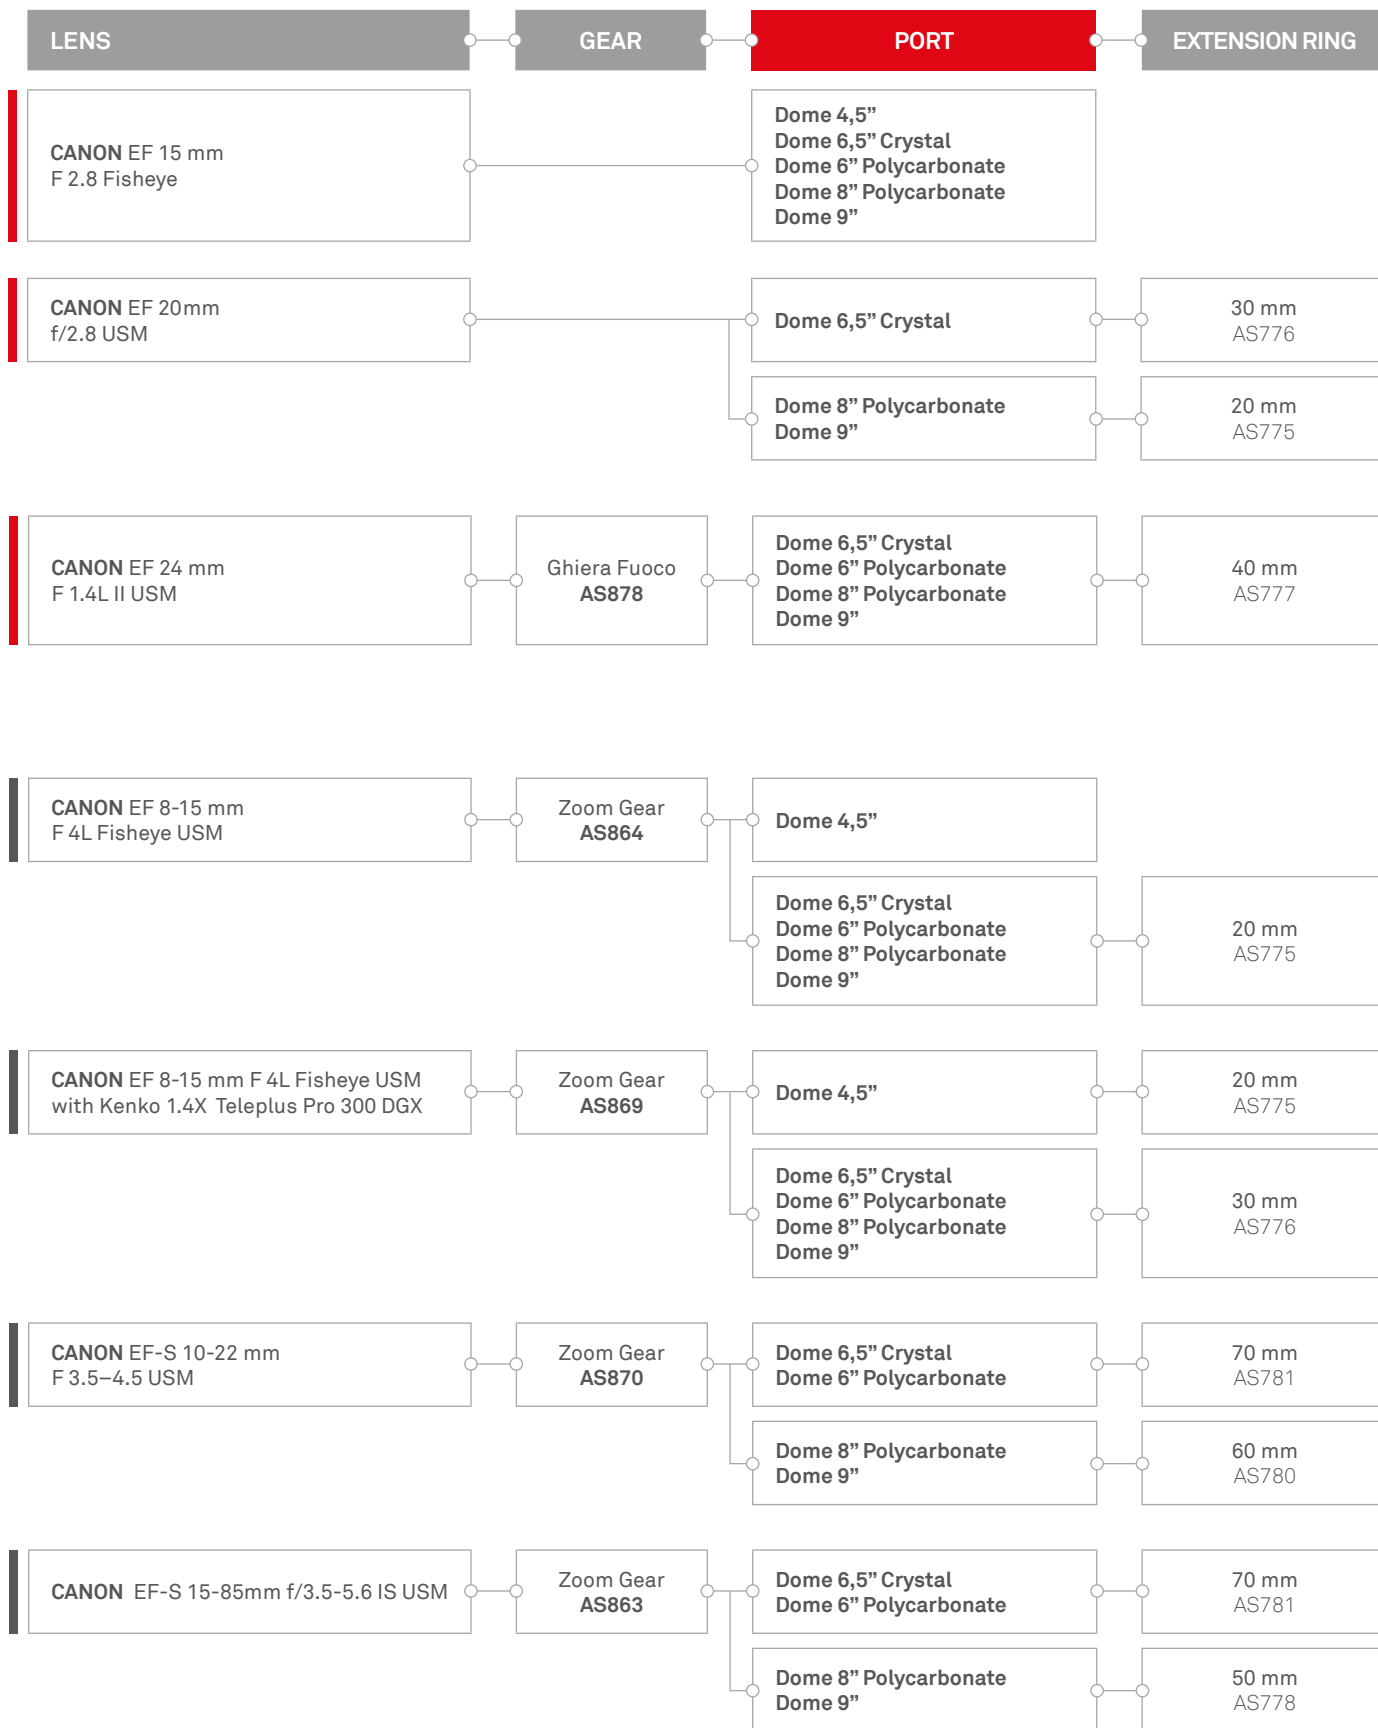 LENS
GEAR
PORT
EXTENSION RING
CANON EF 15 mm
F 2.8 Fisheye
Dome 4,5”
Dome 6,5” Crystal
Dome 6” Polycarbonate
Dome 8” Polycarbonate
Dome 9”
CANON EF 20mm
f/2.8 USM
Dome 6,5” Crystal
30 mm
AS776
Dome 8” Polycarbonate
Dome 9”
20 mm
AS775
CANON EF 24 mm
F 1.4L II USM
Ghiera Fuoco
AS878
Dome 6,5” Crystal
Dome 6” Polycarbonate
Dome 8” Polycarbonate
Dome 9”
40 mm
AS777
CANON EF 8-15 mm
F 4L Fisheye USM
Zoom Gear
AS864
Dome 4,5”
Dome 6,5” Crystal
Dome 6” Polycarbonate
Dome 8” Polycarbonate
Dome 9”
20 mm
AS775
CANON EF 8-15 mm F 4L Fisheye USM
with Kenko 1.4X Teleplus Pro 300 DGX
Zoom Gear
AS869
Dome 4,5”
20 mm
AS775
Dome 6,5” Crystal
Dome 6” Polycarbonate
Dome 8” Polycarbonate
Dome 9”
30 mm
AS776
CANON EF-S 10-22 mm
F 3.5–4.5 USM
Zoom Gear
AS870
Dome 6,5” Crystal
Dome 6” Polycarbonate
70 mm
AS781
Dome 8” Polycarbonate
Dome 9”
60 mm
AS780
CANON EF-S 15-85mm f/3.5-5.6 IS USM
Zoom Gear
AS863
Dome 6,5” Crystal
Dome 6” Polycarbonate
70 mm
AS781
Dome 8” Polycarbonate
Dome 9”
50 mm
AS778